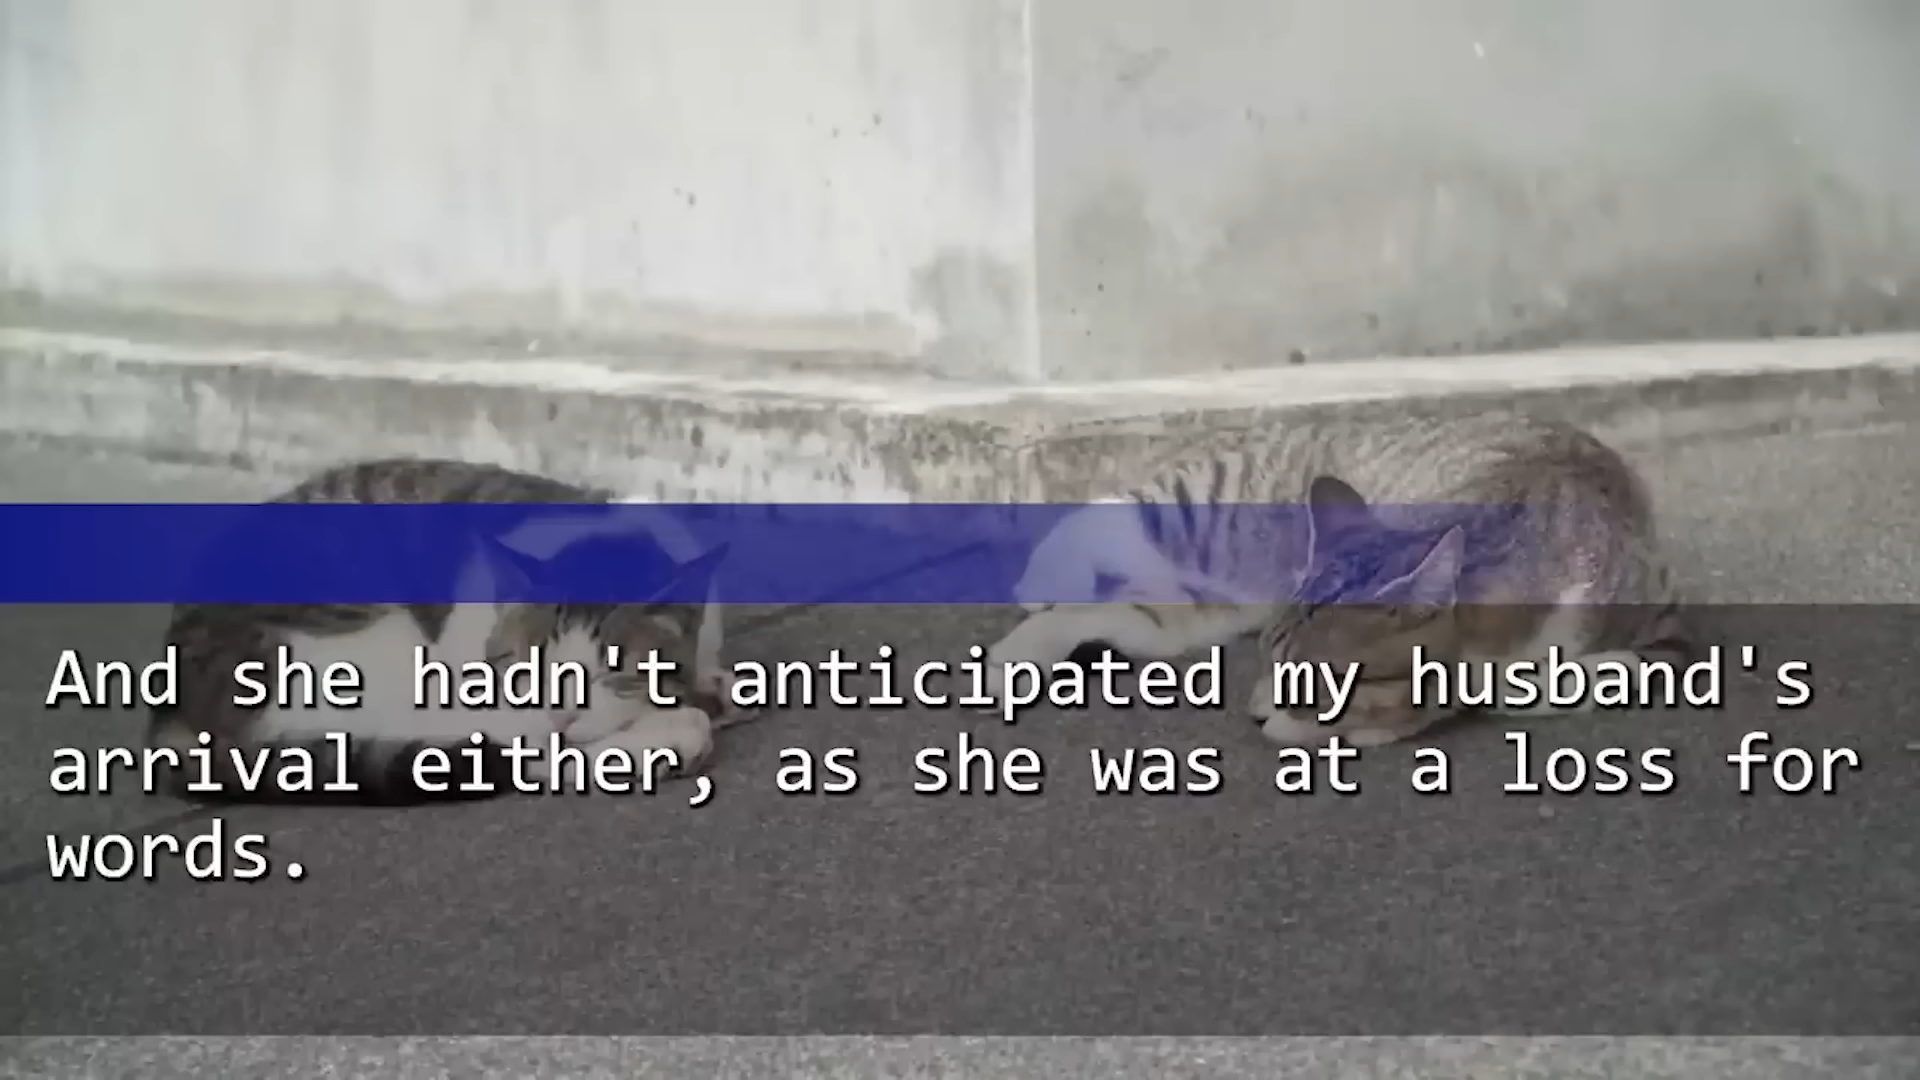 And she hadn't anticipated my husband's
arrival either, as she was at a loss for
words.